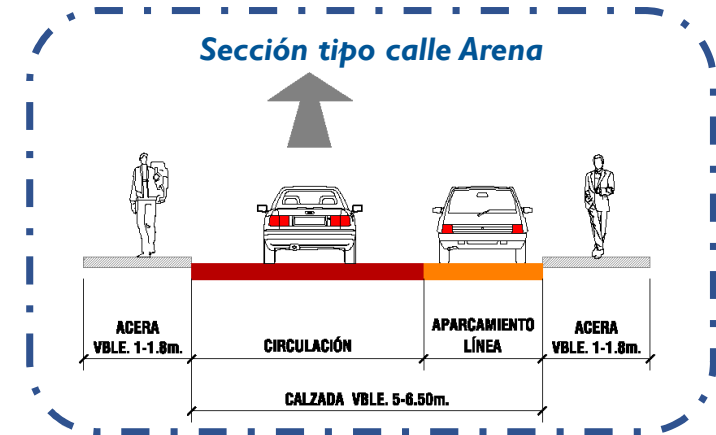 Sección tipo calle Arena
ACERA
VBLE. 1-1.8m.
CIRCULACIÓN
APARCAMIENTO
LÍNEA
ACERA
VBLE. 1-1.8m.
CALZADA VBLE. 5-6.50m.